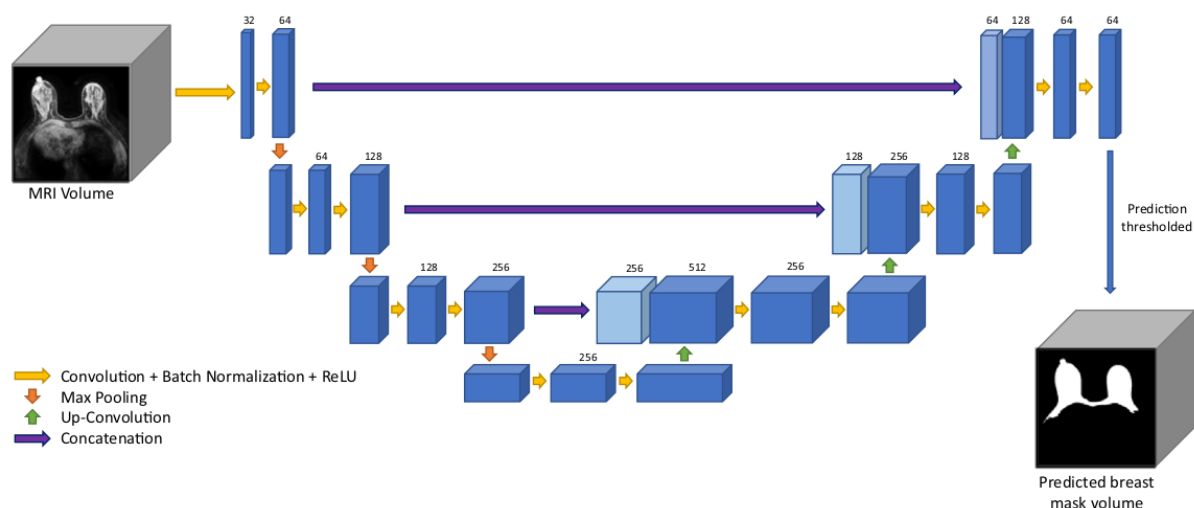 32
64
64
128
64
64
MRI Volume
64
128
128
256
128
Prediction
thresholded
128
256
256
512
256
256
Convolution + Batch Normalization + ReLU
Max Pooling
Up-Convolution
Concatenation
Predicted breast
mask volume